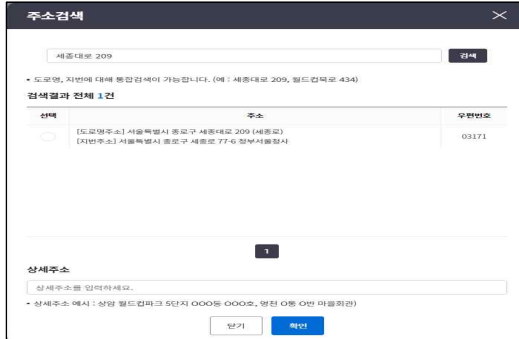 주소검색
세종대로 209
검색
• 도로명, 지번에 대해 통합검색이 가능합니다. (예 : 세종대로 209, 월드컵북로 434)
검색결과 전체 1건
선택 주소 우편번호
[도로명주소] 서울특별시 종로구 세종대로 209 (세종로) 03171
[지번주소] 서울특별시 종로구 세종로 77-6 정부서울청사
1
상세주소
상세주소를 입력하세요.
• 상세주소 예시 : 상암 월드컵파크 5단지 OOO동 OOO호, 명전 O통 O반 마을회관)
닫기 확인